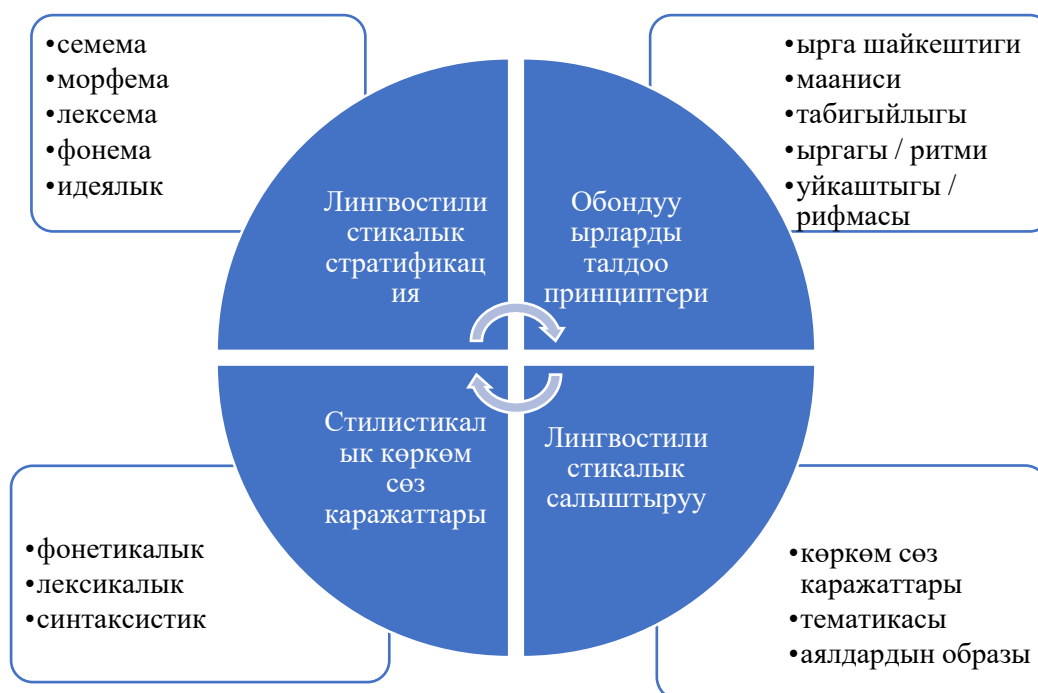 •семема
•морфема
•лексема
•фонема
•идеялык
•ырга шайкештиги
•мааниси
•табигыйлыгы
•ыргагы / ритми
•уйкаштыгы /
рифмасы
Лингвостили
стикалык
стратификац
ия
Обондуу
ырларды
талдоо
принциптери
Стилистикал
ык көркөм
сөз
каражаттары
Лингвостили
стикалык
салыштыруу
•фонетикалык
•лексикалык
•синтаксистик
•көркөм сөз
каражаттары
•тематикасы
•аялдардын образы